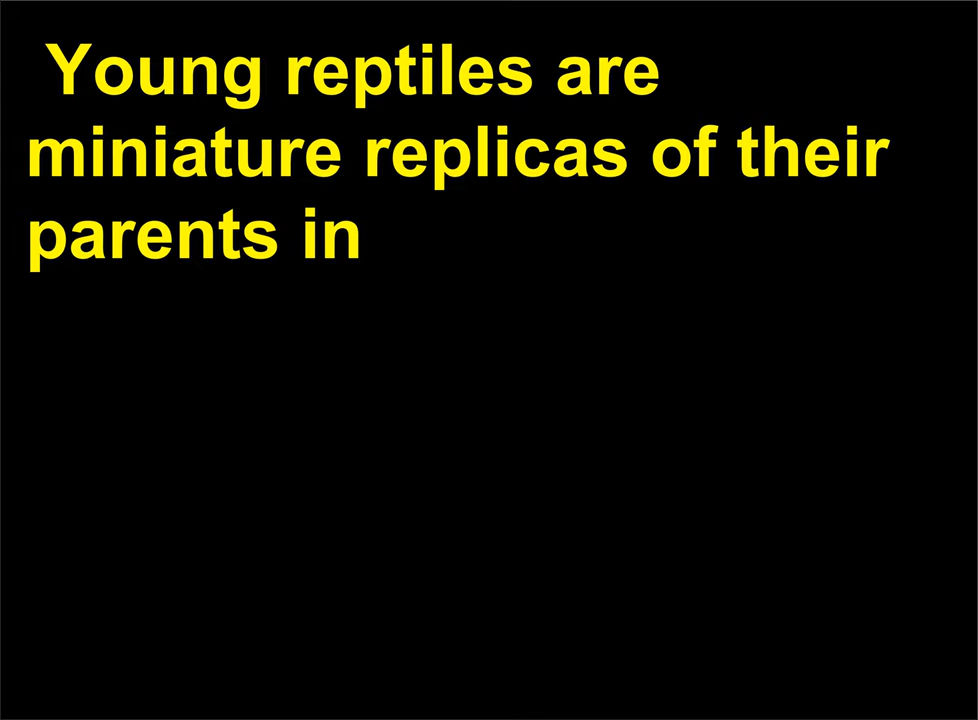 Young reptiles are
miniature replicas of their
parents in